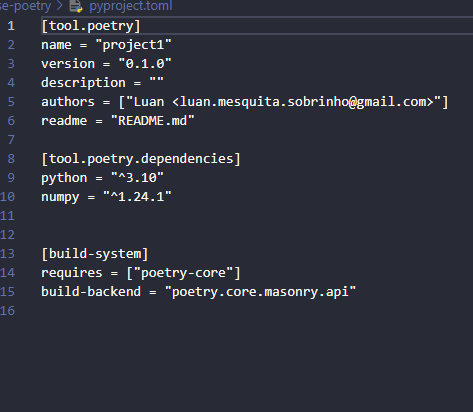 se-poetry > pyproject.toml
1 [tool.poetry]
2 name = "project1"
3 version = "0.1.0"
4 description = ""
5 authors = ["Luan <luan.mesquita.sobrinho@gmail.com>"]
6 readme = "README.md"
7
8 [tool.poetry.dependencies]
9 python = "^3.10"
10 numpy = "^1.24.1"
11
12
13 [build-system]
14 requires = ["poetry-core"]
15 build-backend = "poetry.core.masonry.api"
16